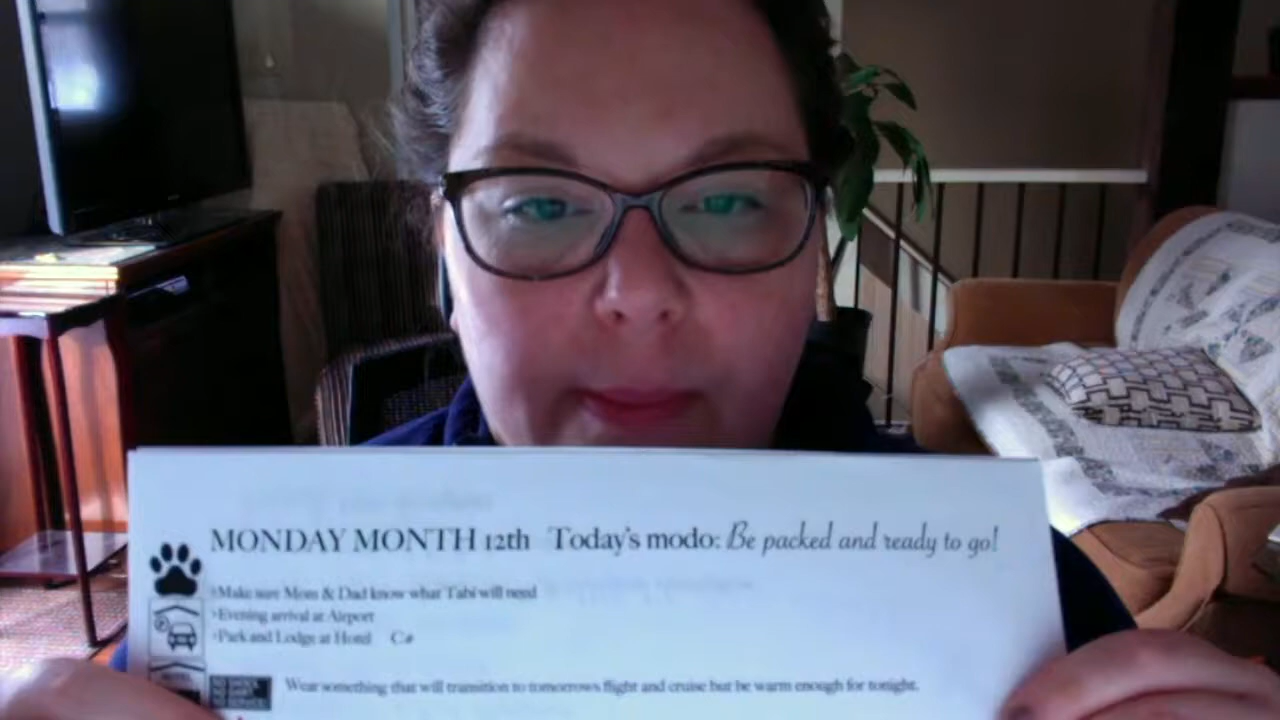 MONDAY MONTH 12th Today's modo: Be packed and ready to go!
›Make sure Mom & Dad know what Tabi will need
›Evening arrival at Airport
›Park and Lodge at Hotel C#
Wear something that will transition to tomorrows flight and cruise but be warm enough for tonight.